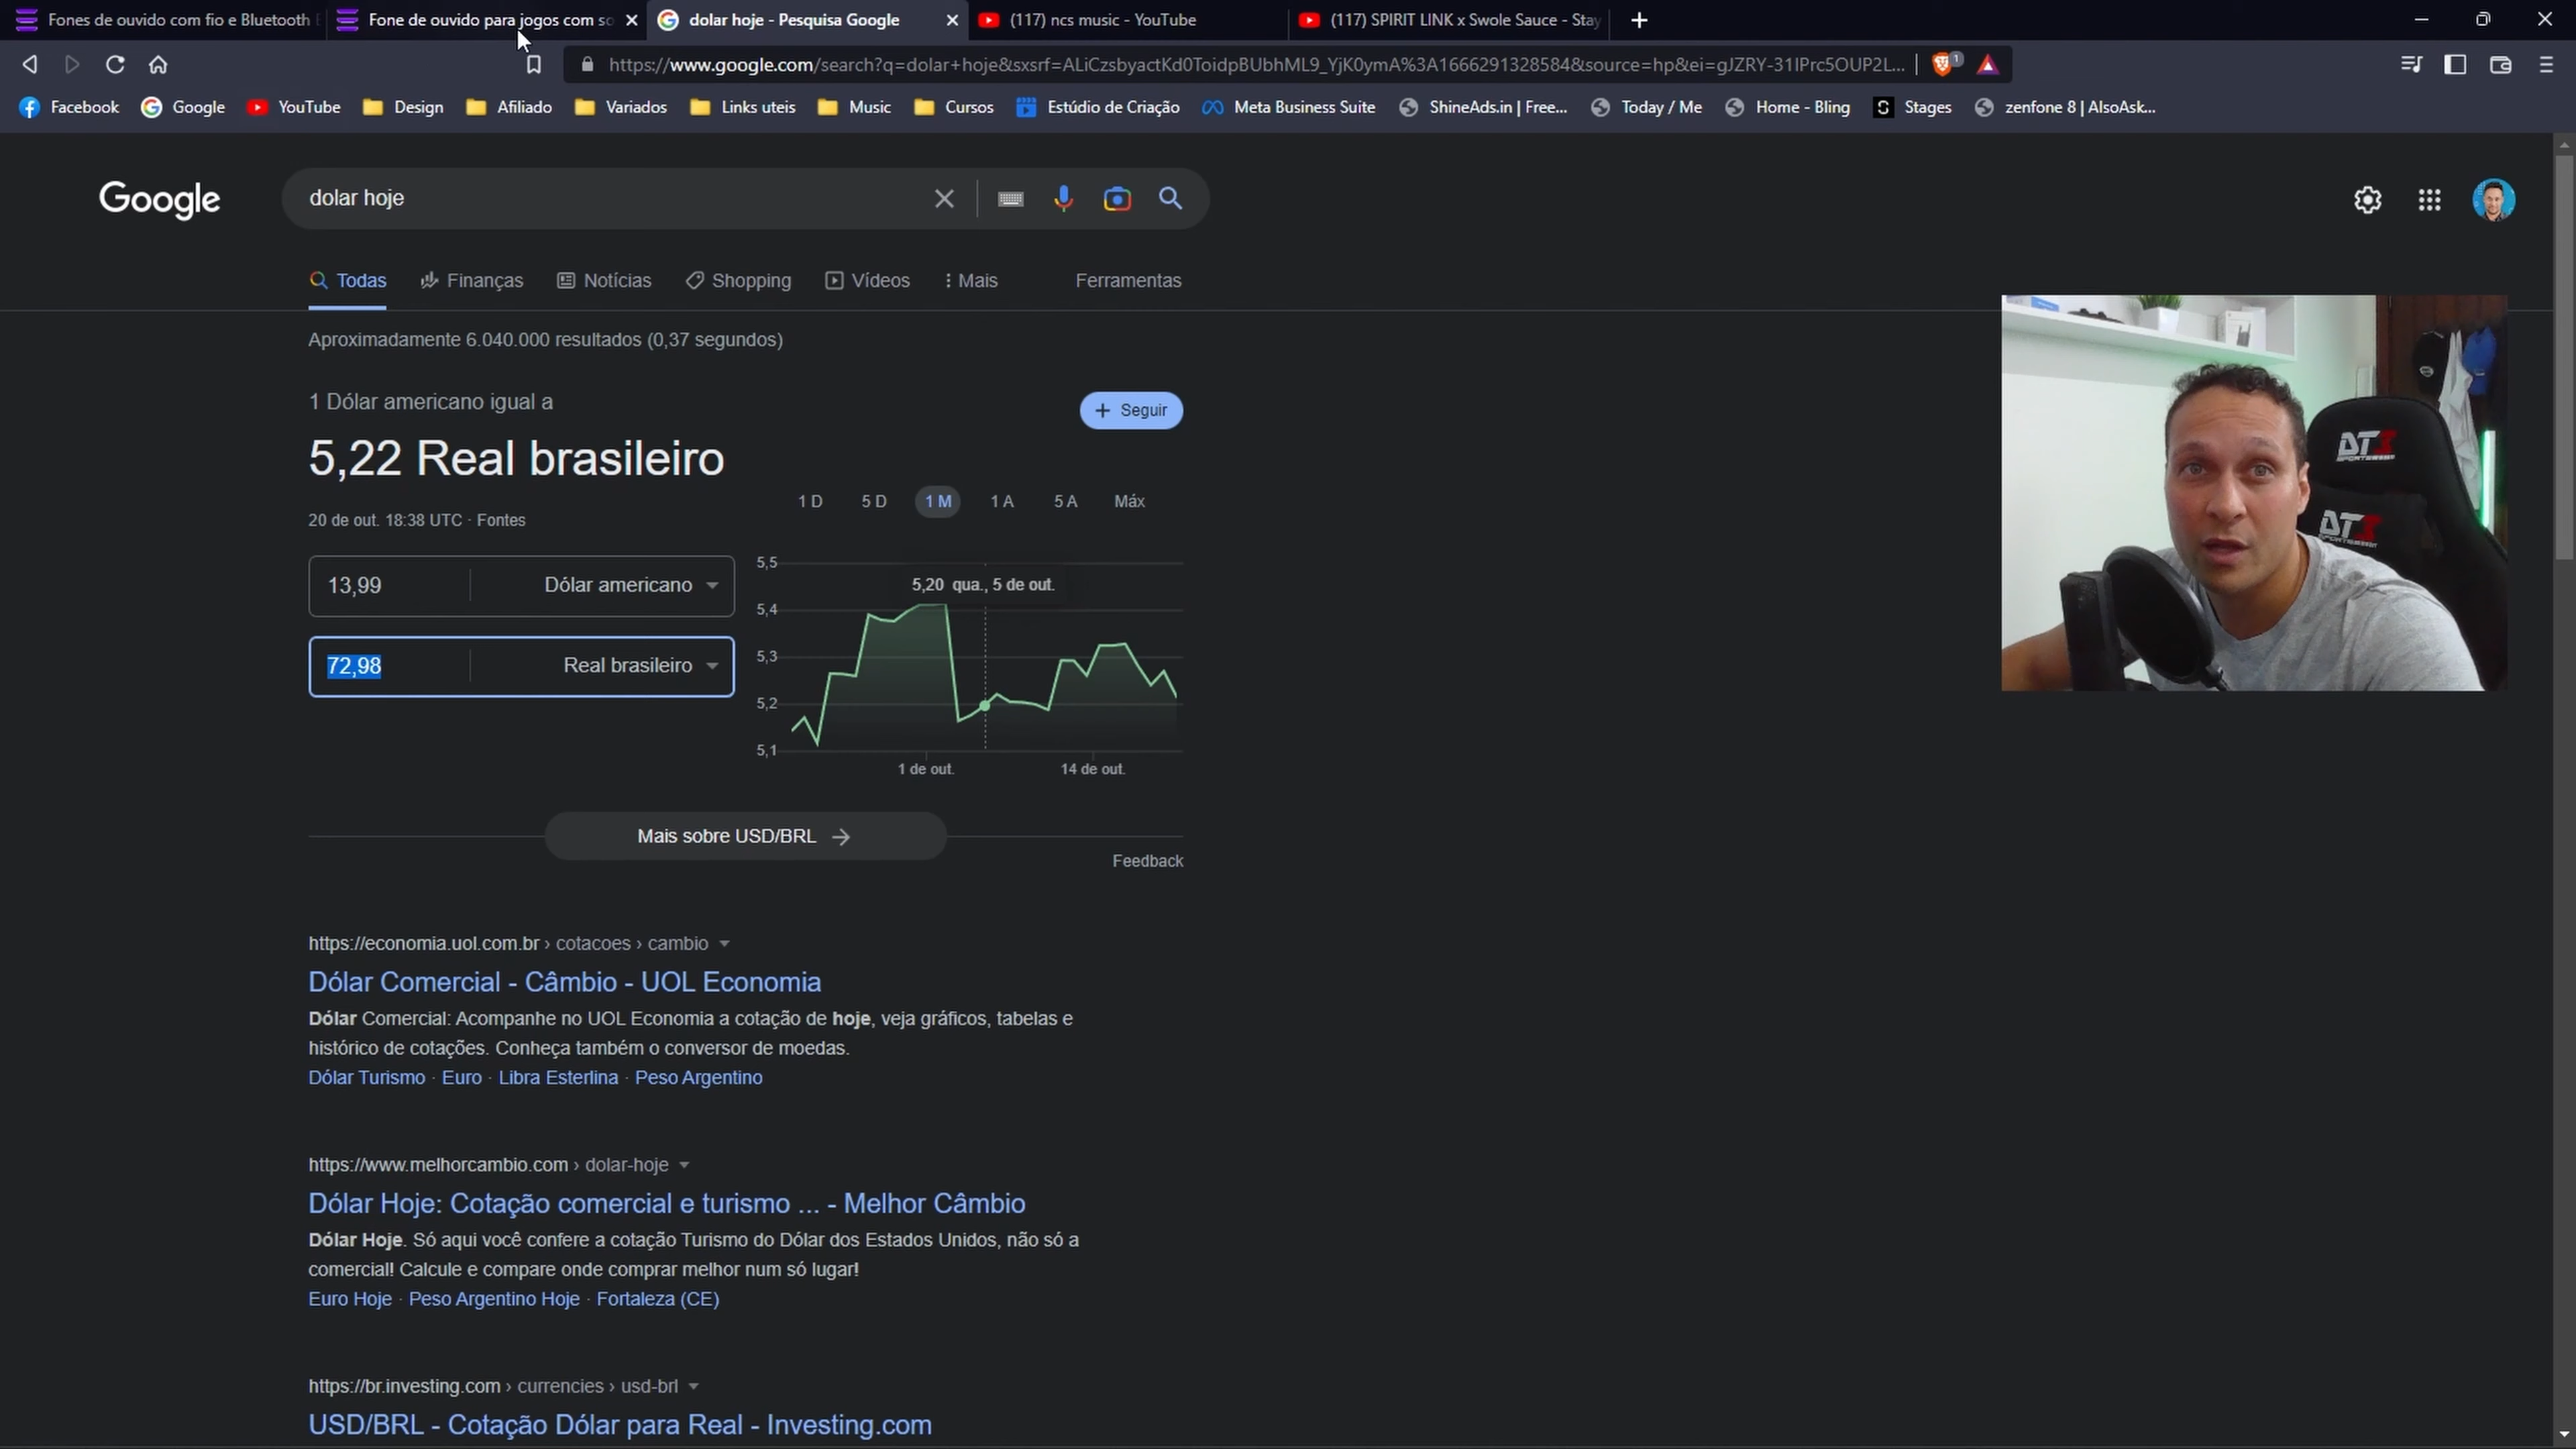 Fones de ouvido com fio e Bluetooth
Fone de ouvido para jogos com so
dolar hoje - Pesquisa Google
(117) ncs music - YouTube
(117) SPIRIT LINK x Swole Sauce - Stay
https://www.google.com/search?q=dolar+hoje&sxsrf=ALiCzsbyactKd0ToidpBUbhML9_YjK0ymA%3A1666291328584&source=hp&ei=gJZRY-31IPrc5OUP2L...
1
Facebook
Google
YouTube
Design
Afiliado
Variados
Links uteis
Music
Cursos
Estúdio de Criação
Meta Business Suite
ShineAds.in | Free...
Today / Me
Home - Bling
Stages
zenfone 8 | AlsoAsk...
Google
dolar hoje
Todas
Finanças
Notícias
Shopping
Vídeos
Mais
Ferramentas
Aproximadamente 6.040.000 resultados (0,37 segundos)
1 Dólar americano igual a
Seguir
5,22 Real brasileiro
20 de out. 18:38 UTC · Fontes
1 D
5 D
1 M
1 A
5 A
Máx
13,99
Dólar americano
72,98
Real brasileiro
5,5
5,20 qua., 5 de out.
5,4
5,3
5,2
5,1
1 de out.
14 de out.
Mais sobre USD/BRL
Feedback
https://economia.uol.com.br › cotacoes › cambio
Dólar Comercial - Câmbio - UOL Economia
Dólar Comercial: Acompanhe no UOL Economia a cotação de hoje, veja gráficos, tabelas e
histórico de cotações. Conheça também o conversor de moedas.
Dólar Turismo · Euro · Libra Esterlina · Peso Argentino
https://www.melhorcambio.com › dolar-hoje
Dólar Hoje: Cotação comercial e turismo ... - Melhor Câmbio
Dólar Hoje. Só aqui você confere a cotação Turismo do Dólar dos Estados Unidos, não só a
comercial! Calcule e compare onde comprar melhor num só lugar!
Euro Hoje · Peso Argentino Hoje · Fortaleza (CE)
https://br.investing.com › currencies › usd-brl
USD/BRL - Cotação Dólar para Real - Investing.com
DT3
DT3